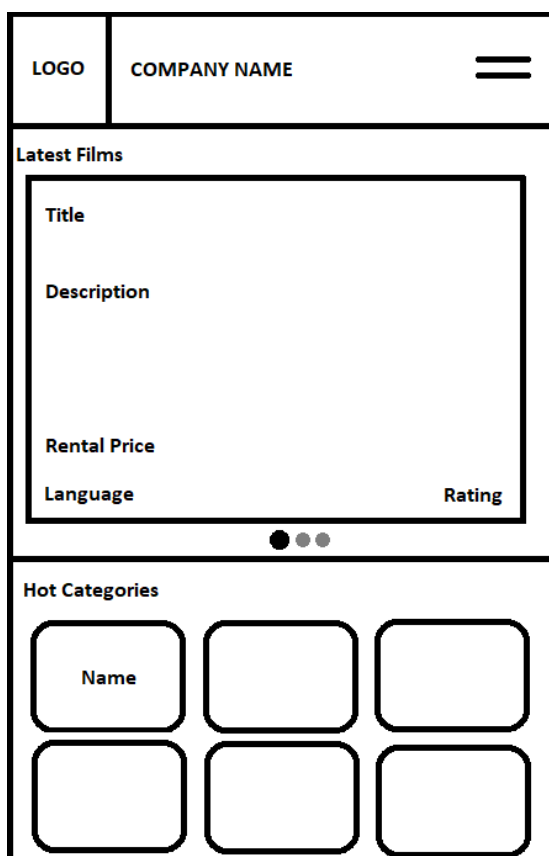 LOGO
COMPANY NAME
Latest Films
Title
Description
Rental Price
Language
Rating
Hot Categories
Name